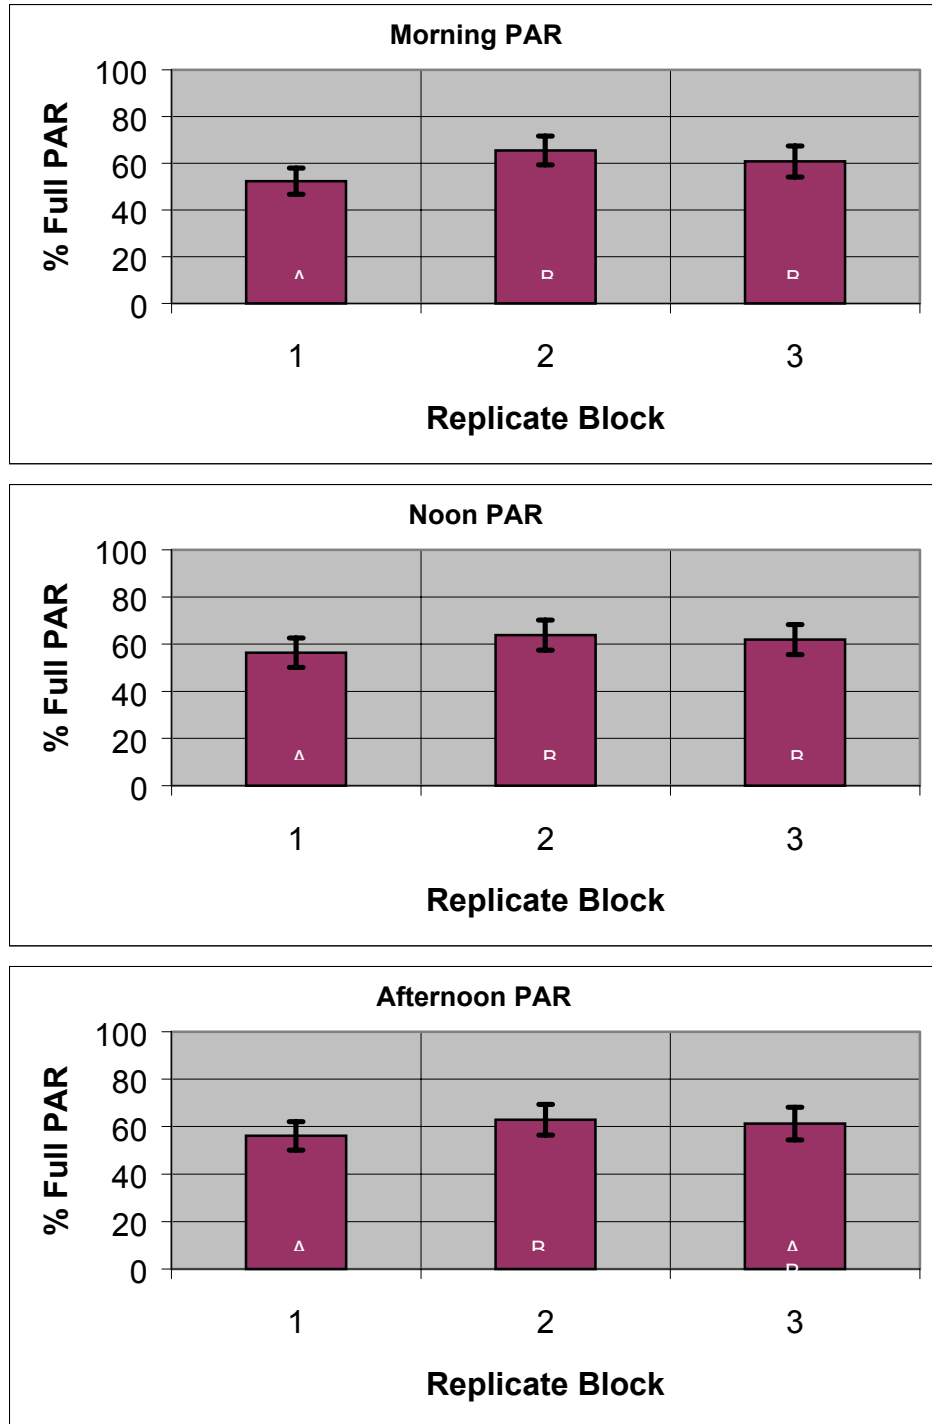 Morning PAR
% Full PAR
100
80
60
40
20
0
A B B
1 2 3
Replicate Block
Noon PAR
% Full PAR
100
80
60
40
20
0
A B B
1 2 3
Replicate Block
Afternoon PAR
% Full PAR
100
80
60
40
20
0
A B A
B
1 2 3
Replicate Block